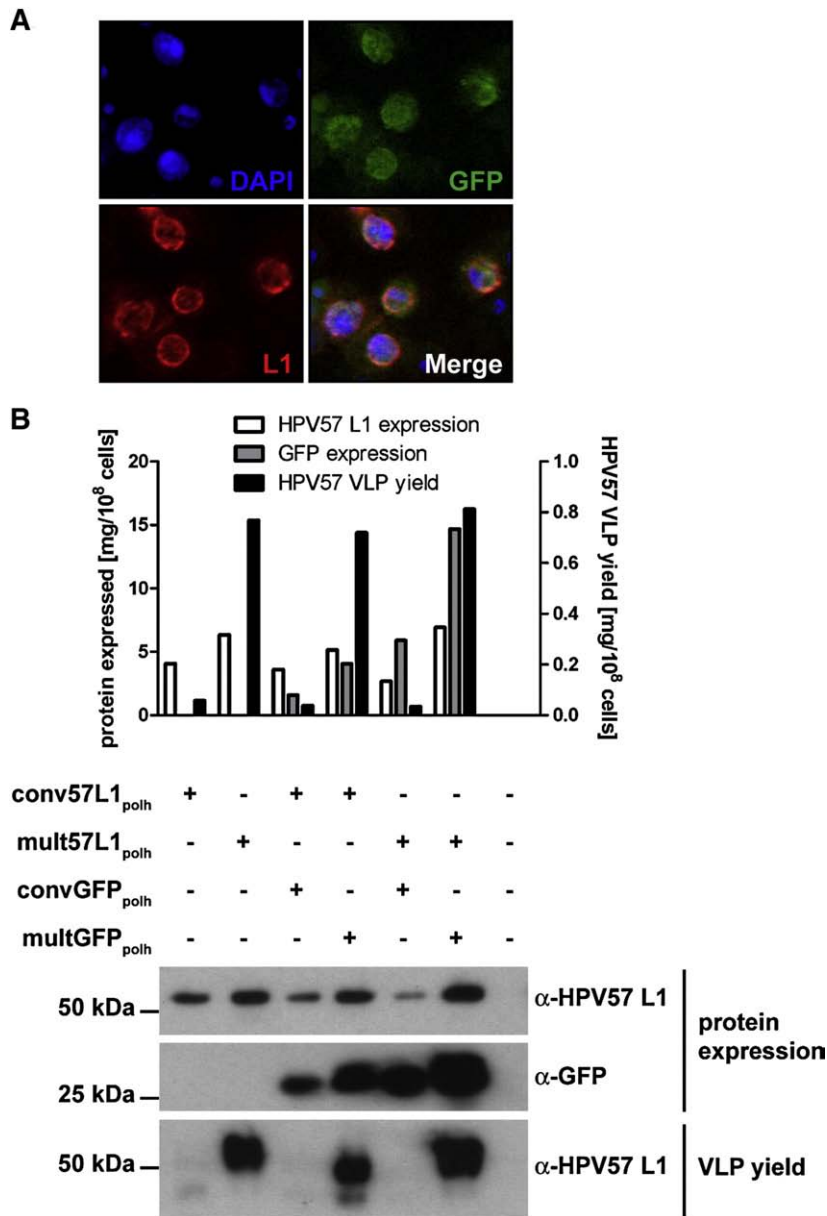 A
DAPI
GFP
L1
Merge
B
HPV57 L1 expression
GFP expression
HPV57 VLP yield
protein expressed [mg/10⁸ cells]
20
15
10
5
0
HPV57 VLP yield [mg/10⁸ cells]
1.0
0.8
0.6
0.4
0.2
0.0
conv57L1polh + - + + - - -
mult57L1polh - + - - + + -
convGFPpolh - - + - + - -
multGFPpolh - - - + - + -
50 kDa α-HPV57 L1
25 kDa α-GFP
protein expression
50 kDa α-HPV57 L1
VLP yield